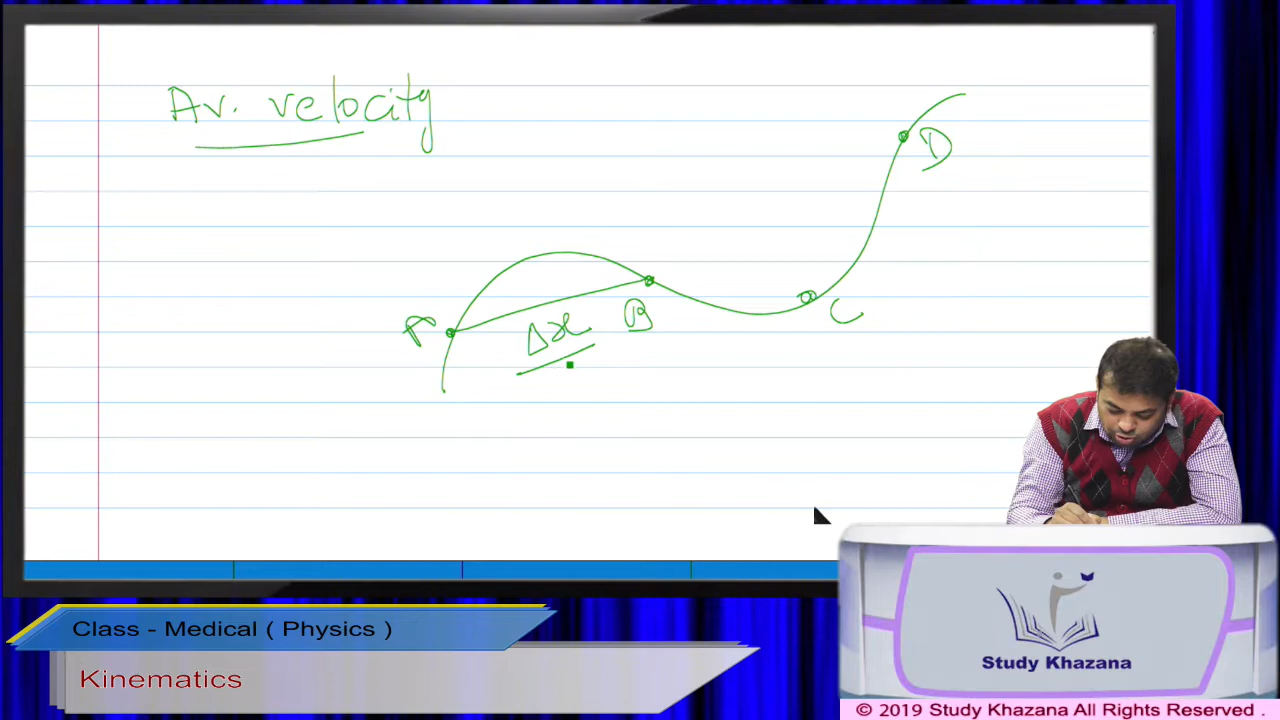 Av. velocity
D
A
B
Δx
C
Class - Medical ( Physics )
Kinematics
Study Khazana
© 2019 Study Khazana All Rights Reserved .